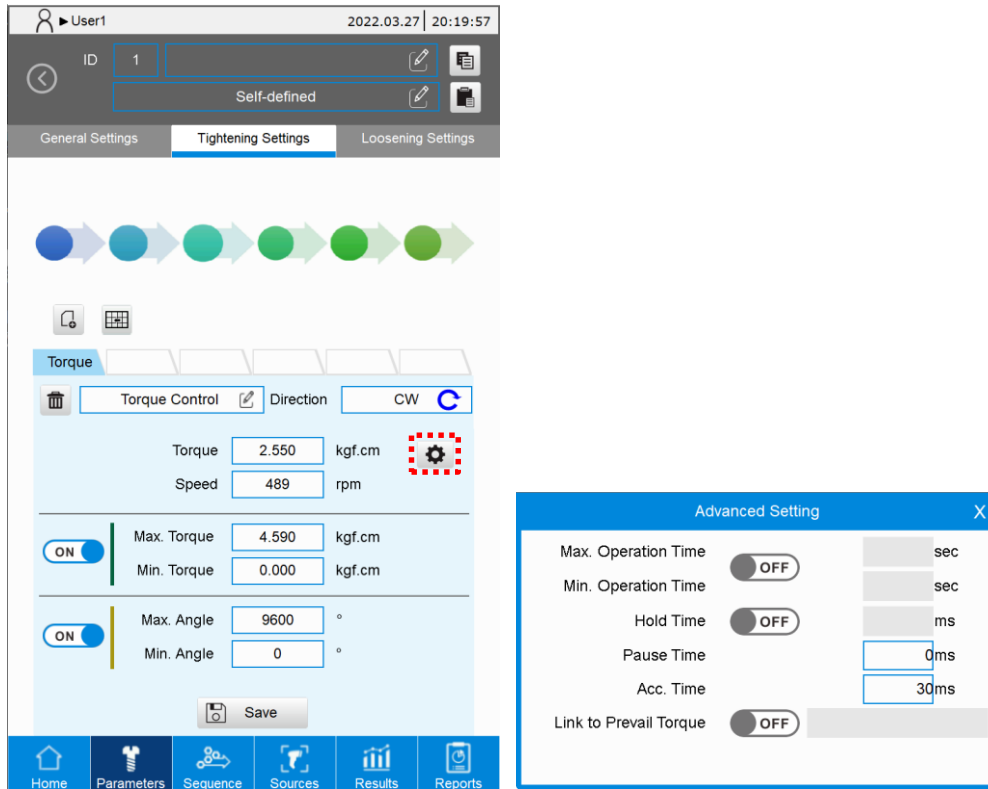 User1 2022.03.27 20:19:57
ID 1
Self-defined
General Settings Tightening Settings Loosening Settings
Torque
Torque Control Direction CW
Torque 2.550 kgf.cm
Speed 489 rpm
ON Max. Torque 4.590 kgf.cm
Min. Torque 0.000 kgf.cm
ON Max. Angle 9600 °
Min. Angle 0 °
Save
Home Parameters Sequence Sources Results Reports
Advanced Setting X
Max. Operation Time OFF sec
Min. Operation Time sec
Hold Time OFF ms
Pause Time 0ms
Acc. Time 30ms
Link to Prevail Torque OFF